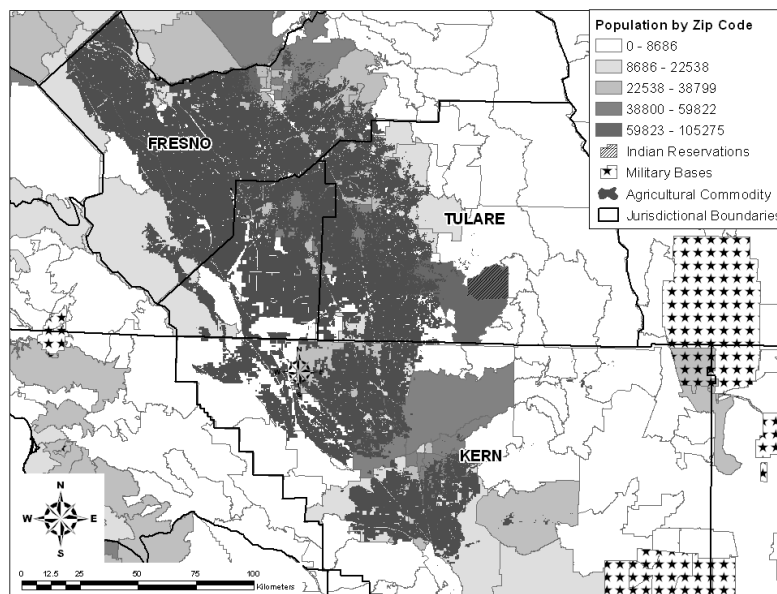 Population by Zip Code
0 - 8686
8686 - 22538
22538 - 38799
38800 - 59822
59823 - 105275
Indian Reservations
Military Bases
Agricultural Commodity
Jurisdictional Boundaries
FRESNO
TULARE
KERN
N
W E
S
0 12.5 25 50 75 100
Kilometers